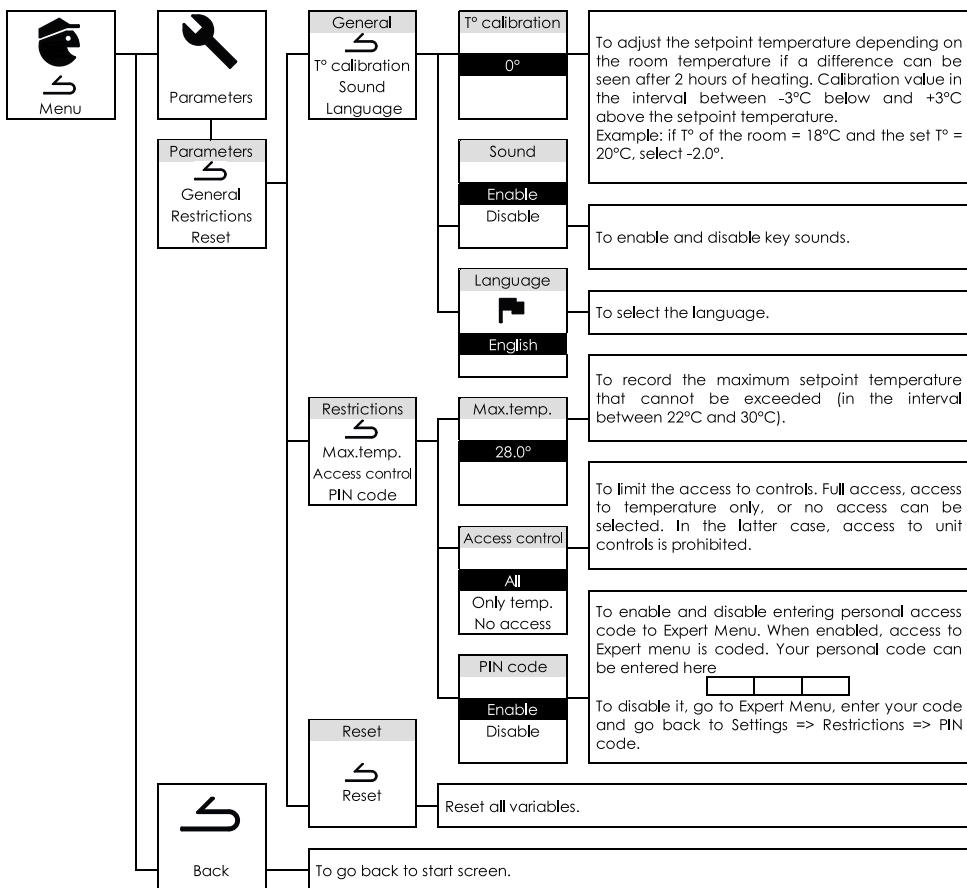 Menu
Parameters
Parameters
General
Restrictions
Reset
General
T° calibration
Sound
Language
T° calibration
0°
To adjust the setpoint temperature depending on
the room temperature if a difference can be
seen after 2 hours of heating. Calibration value in
the interval between -3°C below and +3°C
above the setpoint temperature.
Example: if T° of the room = 18°C and the set T° =
20°C, select -2.0°.
Sound
Enable
Disable
To enable and disable key sounds.
Language
English
To select the language.
Restrictions
Max.temp.
Access control
PIN code
Max.temp.
28.0°
To record the maximum setpoint temperature
that cannot be exceeded (in the interval
between 22°C and 30°C).
Access control
All
Only temp.
No access
To limit the access to controls. Full access, access
to temperature only, or no access can be
selected. In the latter case, access to unit
controls is prohibited.
PIN code
Enable
Disable
To enable and disable entering personal access
code to Expert Menu. When enabled, access to
Expert menu is coded. Your personal code can
be entered here
To disable it, go to Expert Menu, enter your code
and go back to Settings => Restrictions => PIN
code.
Reset
Reset
Reset all variables.
Back
To go back to start screen.